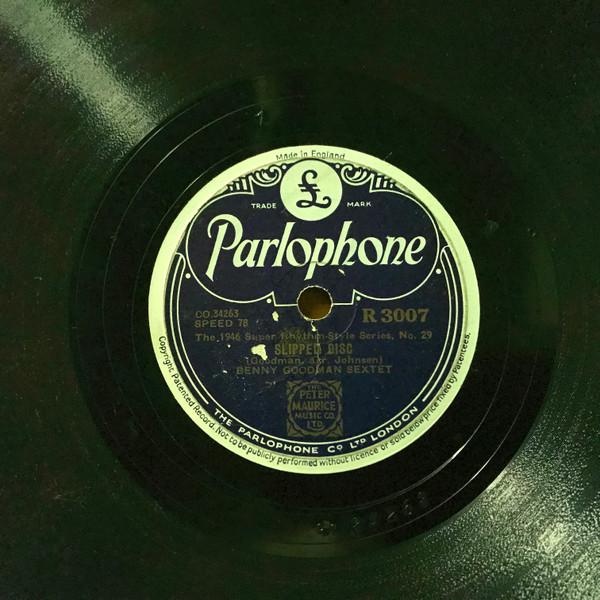 Made in England
£
TRADE MARK
Parlophone
CO.34263
SPEED 78
R 3007
The 1946 Super Rhythm-Style Series, No. 29
SLIPPED DISC
(Goodman, arr. Johnsen)
BENNY GOODMAN SEXTET
THE
PETER
MAURICE
MUSIC CO.
LTD.
THE PARLOPHONE CO LTD LONDON
Copyright Patented Record. Not to be publicly performed without licence or sold below price fixed by Patentees.